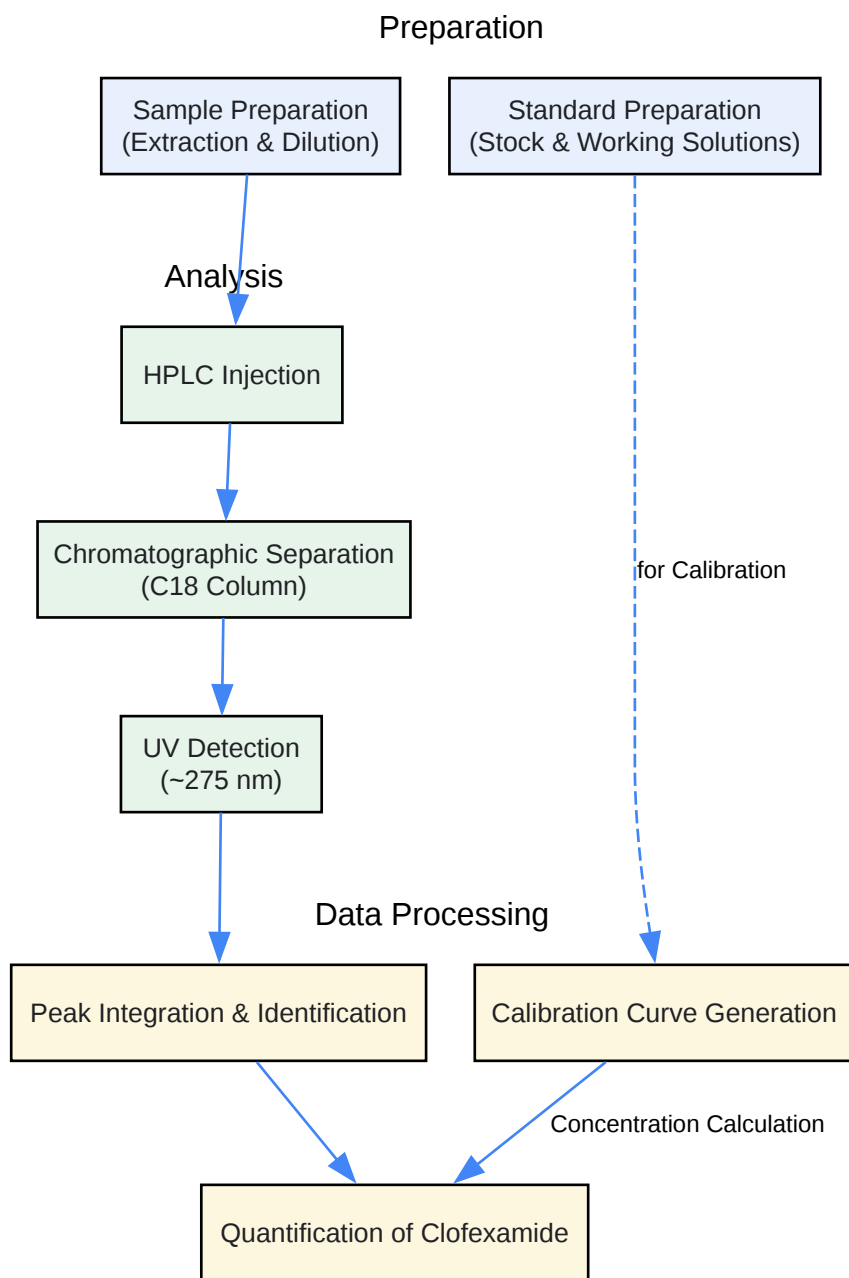 Preparation
Sample Preparation
(Extraction & Dilution)
Standard Preparation
(Stock & Working Solutions)
Analysis
HPLC Injection
Chromatographic Separation
(C18 Column)
for Calibration
UV Detection
(~275 nm)
Data Processing
Peak Integration & Identification
Calibration Curve Generation
Concentration Calculation
Quantification of Clofexamide